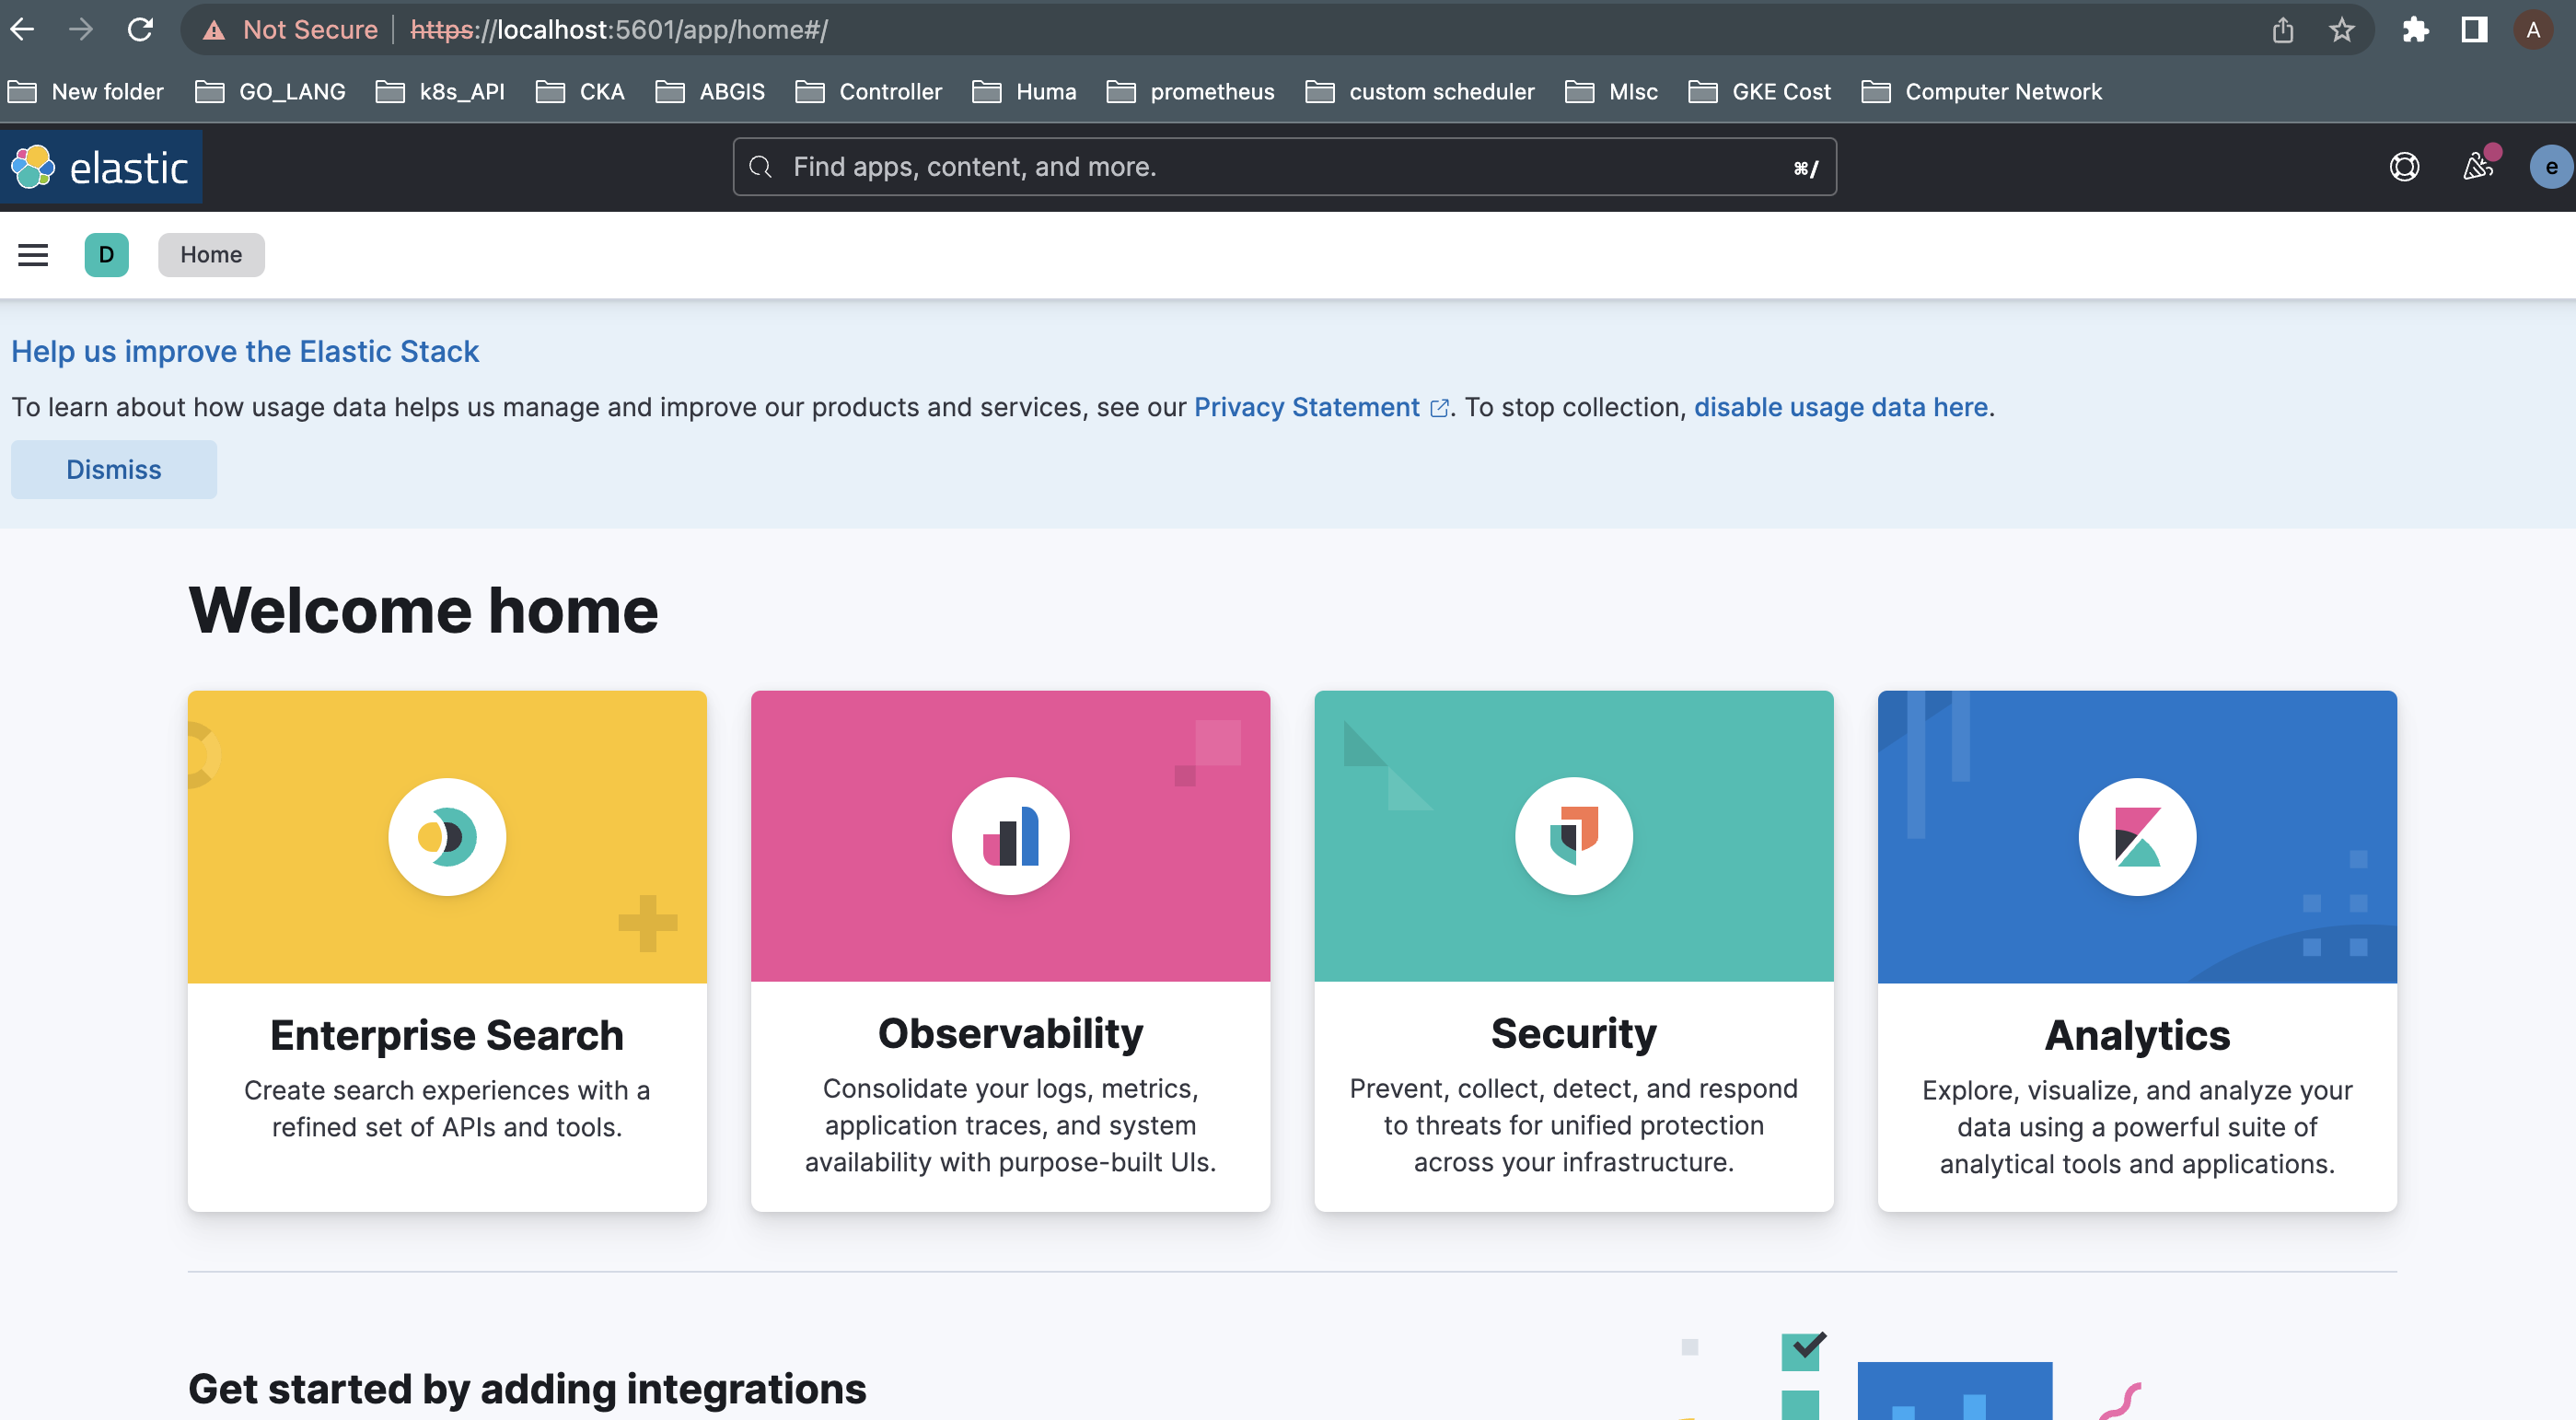 Not Secure https://localhost:5601/app/home#/ A
New folder GO_LANG k8s_API CKA ABGIS Controller Huma prometheus custom scheduler MIsc GKE Cost Computer Network
elastic Find apps, content, and more. ⌘/ e
D Home
Help us improve the Elastic Stack
To learn about how usage data helps us manage and improve our products and services, see our Privacy Statement. To stop collection, disable usage data here.
Dismiss
Welcome home
Enterprise Search
Create search experiences with a
refined set of APIs and tools.
Observability
Consolidate your logs, metrics,
application traces, and system
availability with purpose-built UIs.
Security
Prevent, collect, detect, and respond
to threats for unified protection
across your infrastructure.
Analytics
Explore, visualize, and analyze your
data using a powerful suite of
analytical tools and applications.
Get started by adding integrations